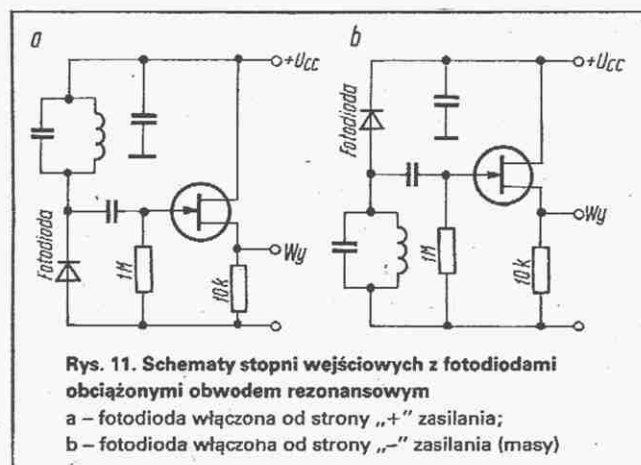 a
+Ucc
Fotodioda
1M
Wy
10k
b
+Ucc
Fotodioda
1M
Wy
10k
Rys. 11. Schematy stopni wejściowych z fotodiodami
obciążonymi obwodem rezonansowym
a – fotodioda włączona od strony „+” zasilania;
b – fotodioda włączona od strony „–” zasilania (masy)